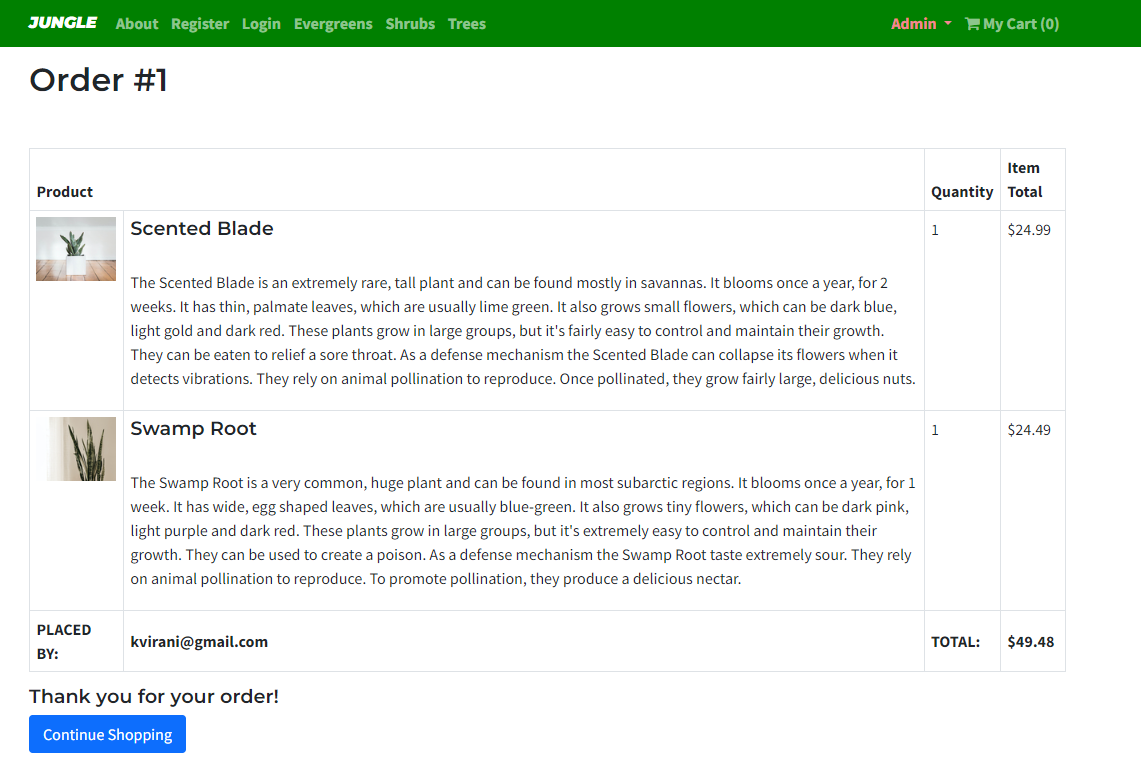 JUNGLE About Register Login Evergreens Shrubs Trees Admin My Cart (0)
Order #1
Product Quantity Item Total
Scented Blade 1 $24.99
The Scented Blade is an extremely rare, tall plant and can be found mostly in savannas. It blooms once a year, for 2
weeks. It has thin, palmate leaves, which are usually lime green. It also grows small flowers, which can be dark blue,
light gold and dark red. These plants grow in large groups, but it's fairly easy to control and maintain their growth.
They can be eaten to relief a sore throat. As a defense mechanism the Scented Blade can collapse its flowers when it
detects vibrations. They rely on animal pollination to reproduce. Once pollinated, they grow fairly large, delicious nuts.
Swamp Root 1 $24.49
The Swamp Root is a very common, huge plant and can be found in most subarctic regions. It blooms once a year, for 1
week. It has wide, egg shaped leaves, which are usually blue-green. It also grows tiny flowers, which can be dark pink,
light purple and dark red. These plants grow in large groups, but it's extremely easy to control and maintain their
growth. They can be used to create a poison. As a defense mechanism the Swamp Root taste extremely sour. They rely
on animal pollination to reproduce. To promote pollination, they produce a delicious nectar.
PLACED BY: kvirani@gmail.com TOTAL: $49.48
Thank you for your order!
Continue Shopping